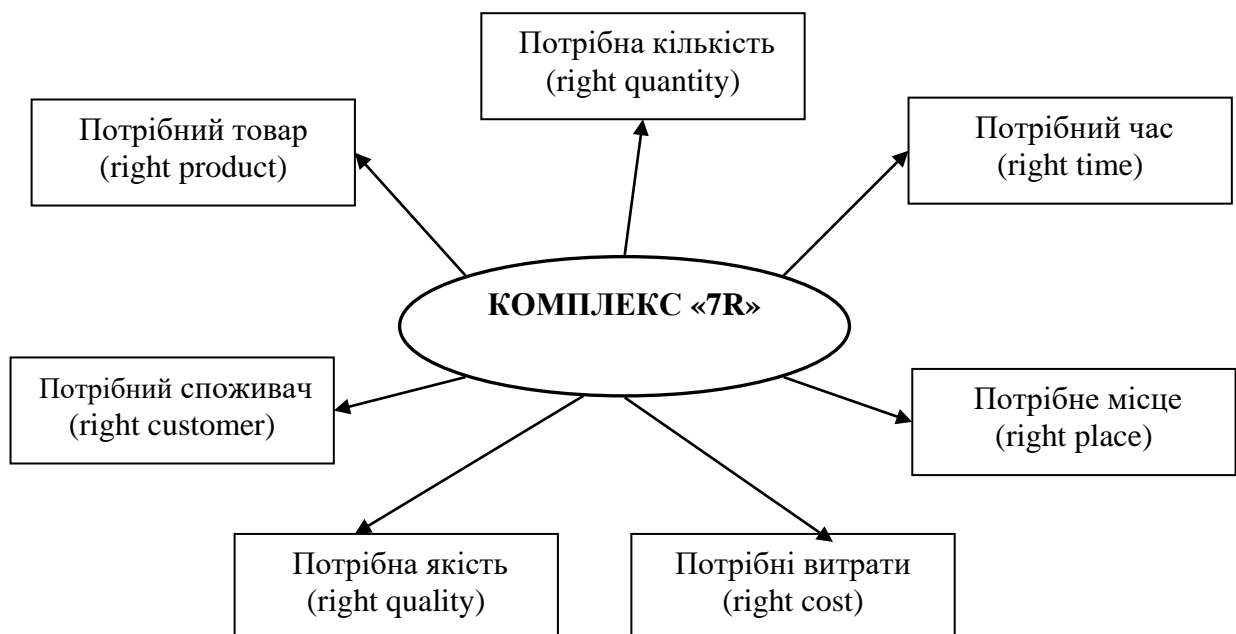 Потрібна кількість
(right quantity)
Потрібний товар
(right product)
Потрібний час
(right time)
КОМПЛЕКС «7R»
Потрібний споживач
(right customer)
Потрібне місце
(right place)
Потрібна якість
(right quality)
Потрібні витрати
(right cost)